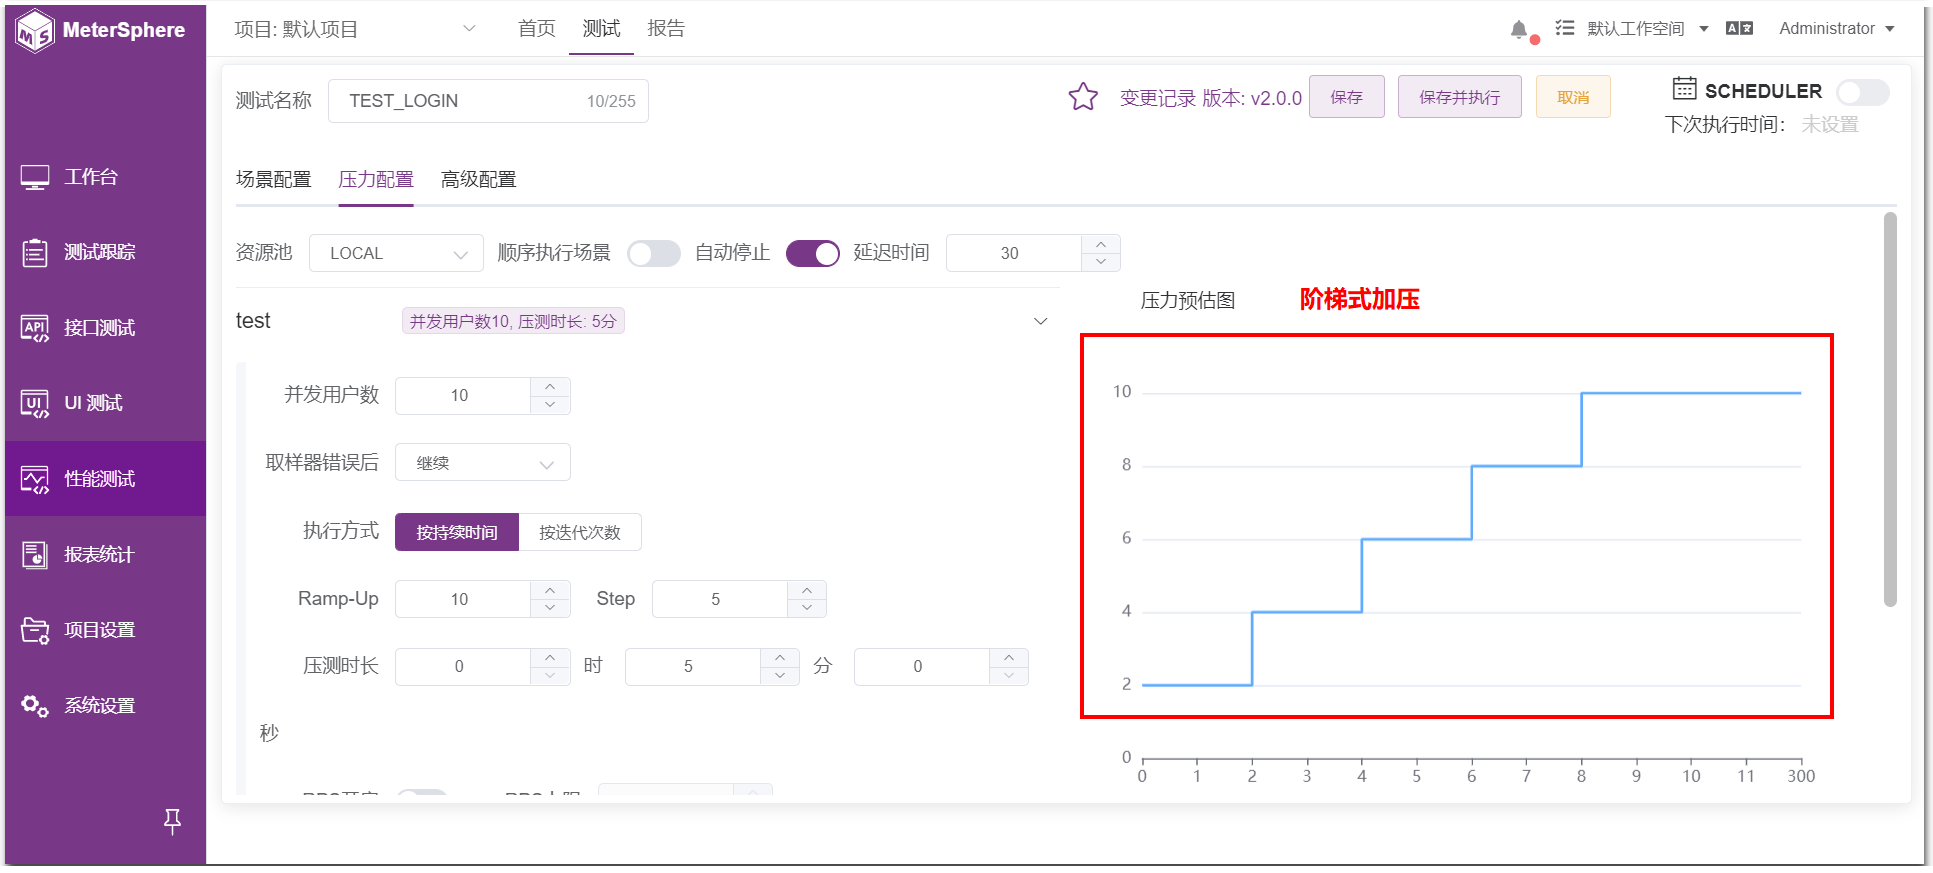 MeterSphere
项目: 默认项目
首页
测试
报告
默认工作空间
Administrator
测试名称
TEST_LOGIN
10/255
变更记录 版本: v2.0.0
保存
保存并执行
取消
SCHEDULER
下次执行时间:
未设置
工作台
测试跟踪
接口测试
UI 测试
性能测试
报表统计
项目设置
系统设置
场景配置
压力配置
高级配置
资源池
LOCAL
顺序执行场景
自动停止
延迟时间
30
test
并发用户数10, 压测时长: 5分
并发用户数
10
取样器错误后
继续
执行方式
按持续时间
按迭代次数
Ramp-Up
10
Step
5
压测时长
0
时
5
分
0
秒
压力预估图
阶梯式加压
10
8
6
4
2
0
0
1
2
3
4
5
6
7
8
9
10
11
300